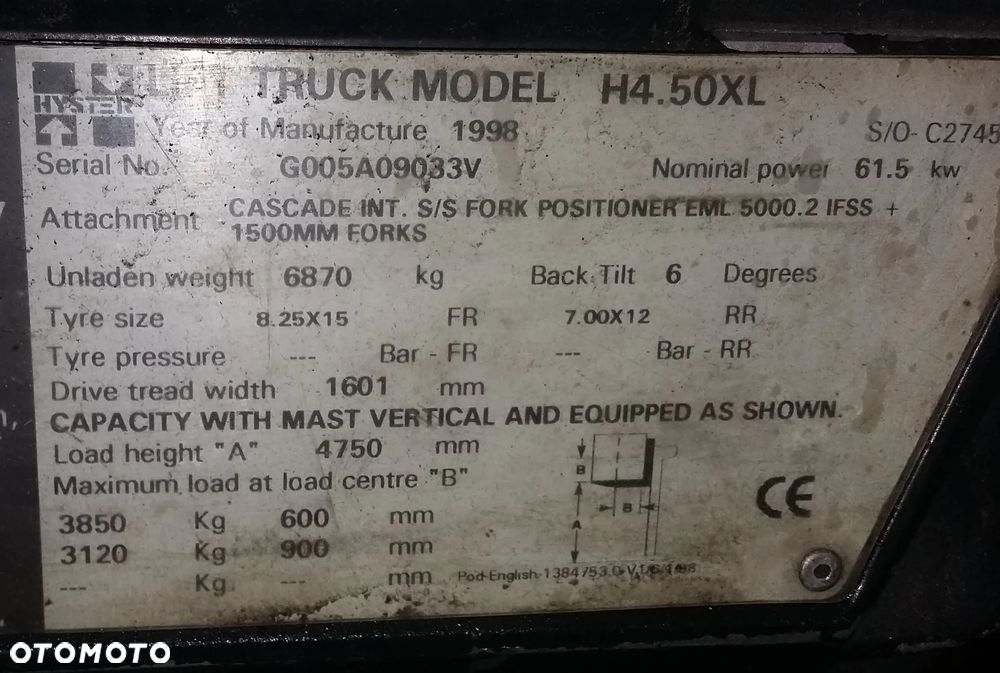 HYSTER
TRUCK MODEL H4.50XL
Year of Manufacture 1998 S/O- C2745
Serial No. G005A09033V Nominal power 61.5 kw
Attachment CASCADE INT. S/S FORK POSITIONER EML 5000.2 IFSS +
1500MM FORKS
Unladen weight 6870 kg Back Tilt 6 Degrees
Tyre size 8.25X15 FR 7.00X12 RR
Tyre pressure --- Bar - FR --- Bar - RR
Drive tread width 1601 mm
CAPACITY WITH MAST VERTICAL AND EQUIPPED AS SHOWN.
Load height "A" 4750 mm
Maximum load at load centre "B"
3850 Kg 600 mm
3120 Kg 900 mm
--- Kg --- mm
B
B
A
CE
Pod-English-1384753.0-
OTOMOTO